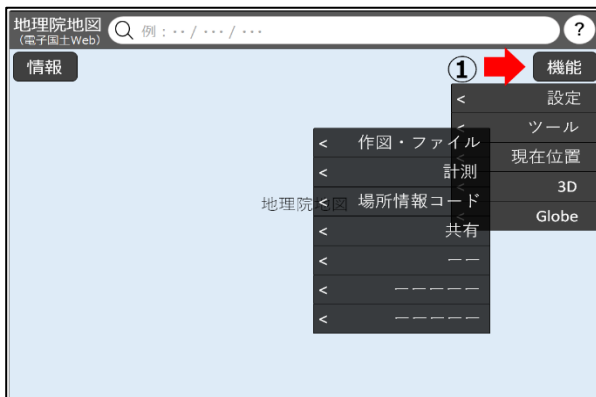 地理院地図
(電子国土Web)
例：‥/ …/ …
?
情報
① 機能
< 設定
< ツール
< 現在位置
< 3D
< Globe
< 作図・ファイル
< 計測
< 場所情報コード
< 共有
< ーー
< ーーーーー
< ーーーーー
地理院地図